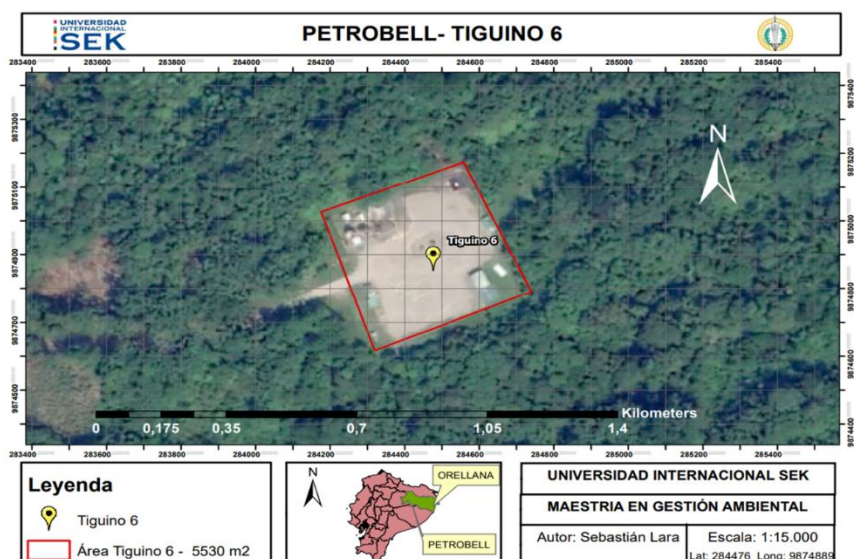 UNIVERSIDAD
INTERNACIONAL
SEK
PETROBELL- TIGUINO 6
283400 283600 283800 284000 284200 284400 284600 284800 285000 285200 285400
9875300
9875100
9874900
9874700
9874500
9875400
9875200
9875000
9874800
9874600
9874400
N
Tiguino 6
Kilometers
0 0,175 0,35 0,7 1,05 1,4
283400 283600 283800 284000 284200 284400 284600 284800 285000 285200 285400
Leyenda
Tiguino 6
Área Tiguino 6 - 5530 m2
N
ORELLANA
PETROBELL
UNIVERSIDAD INTERNACIONAL SEK
MAESTRIA EN GESTIÓN AMBIENTAL
Autor: Sebastián Lara
Escala: 1:15.000
Lat: 284476 Long: 9874889